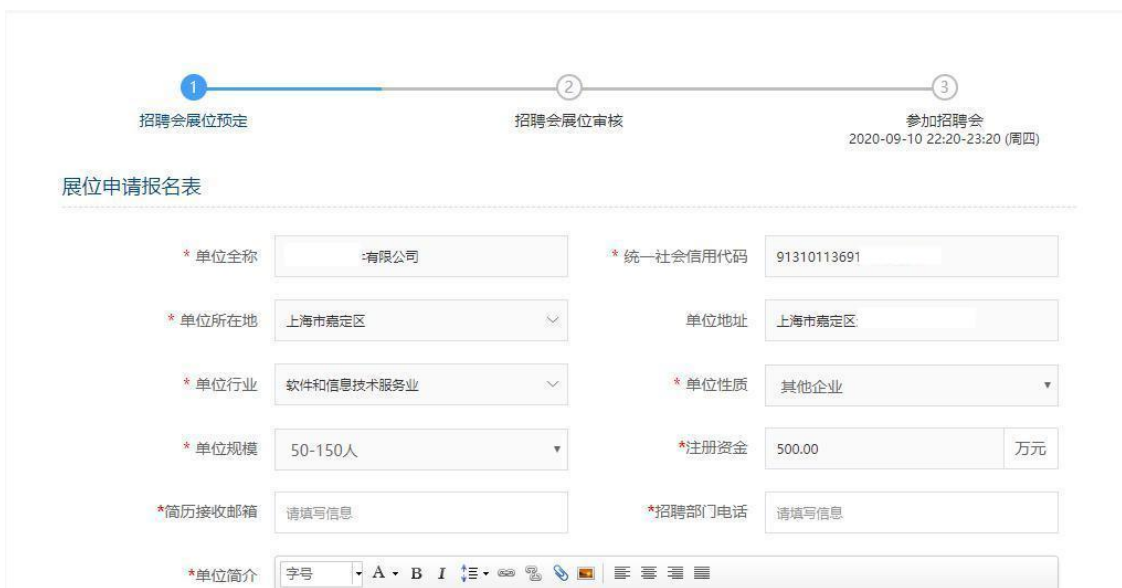 1 2 3
招聘会展位预定 招聘会展位审核 参加招聘会
2020-09-10 22:20-23:20 (周四)
展位申请报名表
* 单位全称 有限公司 * 统一社会信用代码 91310113691
* 单位所在地 上海市嘉定区 单位地址 上海市嘉定区
* 单位行业 软件和信息技术服务业 * 单位性质 其他企业
* 单位规模 50-150人 *注册资金 500.00 万元
*简历接收邮箱 请填写信息 *招聘部门电话 请填写信息
*单位简介 字号 A B I